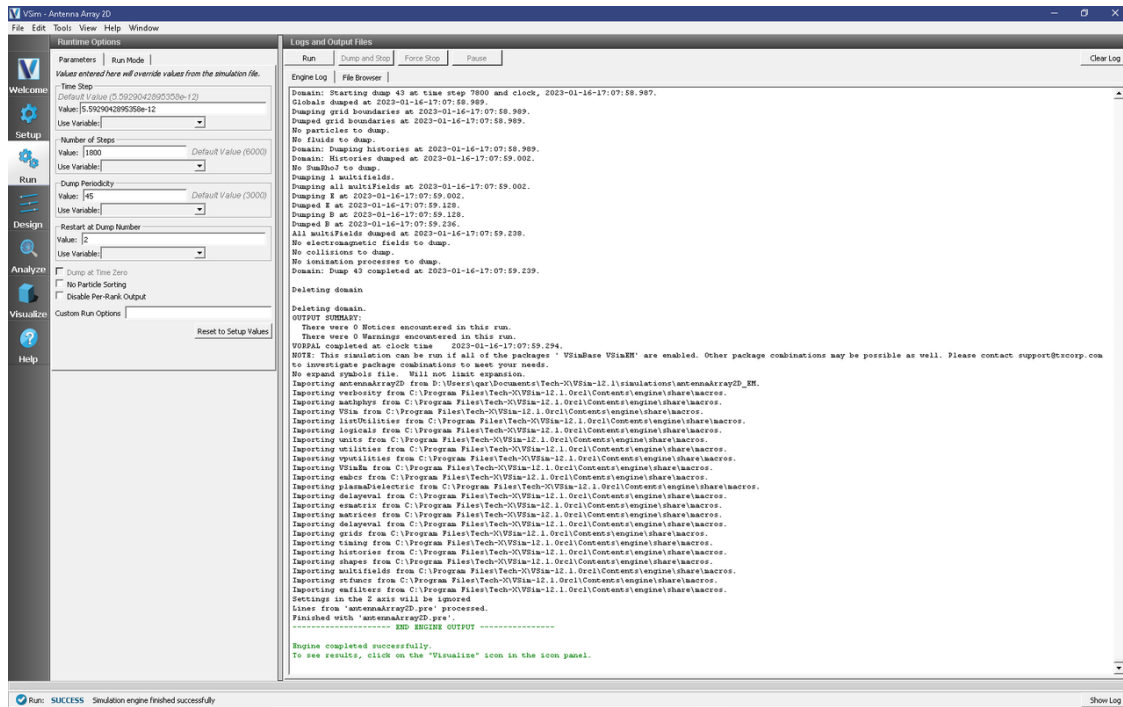 VSim - Antenna Array 2D
File Edit Tools View Help Window
Welcome
Setup
Run
Design
Analyze
Visualize
Help
Runtime Options
Parameters Run Mode
Values entered here will override values from the simulation file.
Time Step
Default Value (5.5929042895358e-12)
Value: 5.5929042895358e-12
Use Variable:
Number of Steps
Value: 1800 Default Value (6000)
Use Variable:
Dump Periodicity
Value: 45 Default Value (3000)
Use Variable:
Restart at Dump Number
Value: 2
Use Variable:
Dump at Time Zero
No Particle Sorting
Disable Per-Rank Output
Custom Run Options
Reset to Setup Values
Logs and Output Files
Run Dump and Stop Force Stop Pause Clear Log
Engine Log File Browser
Domain: Starting dump 43 at time step 7800 and clock, 2023-01-16-17:07:58.987.
Globals dumped at 2023-01-16-17:07:58.989.
Dumping grid boundaries at 2023-01-16-17:07:58.989.
Dumped grid boundaries at 2023-01-16-17:07:58.989.
No particles to dump.
No fluids to dump.
Domain: Dumping histories at 2023-01-16-17:07:58.989.
Domain: Histories dumped at 2023-01-16-17:07:59.002.
No SumRhoJ to dump.
Dumping 1 multifields.
Dumping all multiFields at 2023-01-16-17:07:59.002.
Dumping E at 2023-01-16-17:07:59.002.
Dumped E at 2023-01-16-17:07:59.128.
Dumping B at 2023-01-16-17:07:59.128.
Dumped B at 2023-01-16-17:07:59.236.
All multiFields dumped at 2023-01-16-17:07:59.238.
No electromagnetic fields to dump.
No collisions to dump.
No ionization processes to dump.
Domain: Dump 43 completed at 2023-01-16-17:07:59.239.
Deleting domain
Deleting domain.
OUTPUT SUMMARY:
There were 0 Notices encountered in this run.
There were 0 Warnings encountered in this run.
VORPAL completed at clock time 2023-01-16-17:07:59.294.
NOTE: This simulation can be run if all of the packages ' VSimBase VSimEM' are enabled. Other package combinations may be possible as well. Please contact support@txcorp.com
to investigate package combinations to meet your needs.
No expand symbols file. Will not limit expansion.
Importing antennaArray2D from D:\Users\qar\Documents\Tech-X\VSim-12.1\simulations\antennaArray2D_EM.
Importing verbosity from C:\Program Files\Tech-X\VSim-12.1.0rc1\Contents\engine\share\macros.
Importing mathphys from C:\Program Files\Tech-X\VSim-12.1.0rc1\Contents\engine\share\macros.
Importing VSim from C:\Program Files\Tech-X\VSim-12.1.0rc1\Contents\engine\share\macros.
Importing listUtilities from C:\Program Files\Tech-X\VSim-12.1.0rc1\Contents\engine\share\macros.
Importing logicals from C:\Program Files\Tech-X\VSim-12.1.0rc1\Contents\engine\share\macros.
Importing units from C:\Program Files\Tech-X\VSim-12.1.0rc1\Contents\engine\share\macros.
Importing utilities from C:\Program Files\Tech-X\VSim-12.1.0rc1\Contents\engine\share\macros.
Importing vputilities from C:\Program Files\Tech-X\VSim-12.1.0rc1\Contents\engine\share\macros.
Importing VSimEm from C:\Program Files\Tech-X\VSim-12.1.0rc1\Contents\engine\share\macros.
Importing embcs from C:\Program Files\Tech-X\VSim-12.1.0rc1\Contents\engine\share\macros.
Importing plasmaDielectric from C:\Program Files\Tech-X\VSim-12.1.0rc1\Contents\engine\share\macros.
Importing delayeval from C:\Program Files\Tech-X\VSim-12.1.0rc1\Contents\engine\share\macros.
Importing esmatrix from C:\Program Files\Tech-X\VSim-12.1.0rc1\Contents\engine\share\macros.
Importing matrices from C:\Program Files\Tech-X\VSim-12.1.0rc1\Contents\engine\share\macros.
Importing delayeval from C:\Program Files\Tech-X\VSim-12.1.0rc1\Contents\engine\share\macros.
Importing grids from C:\Program Files\Tech-X\VSim-12.1.0rc1\Contents\engine\share\macros.
Importing timing from C:\Program Files\Tech-X\VSim-12.1.0rc1\Contents\engine\share\macros.
Importing histories from C:\Program Files\Tech-X\VSim-12.1.0rc1\Contents\engine\share\macros.
Importing shapes from C:\Program Files\Tech-X\VSim-12.1.0rc1\Contents\engine\share\macros.
Importing multifields from C:\Program Files\Tech-X\VSim-12.1.0rc1\Contents\engine\share\macros.
Importing stfuncs from C:\Program Files\Tech-X\VSim-12.1.0rc1\Contents\engine\share\macros.
Importing emfilters from C:\Program Files\Tech-X\VSim-12.1.0rc1\Contents\engine\share\macros.
Settings in the Z axis will be ignored
Lines from 'antennaArray2D.pre' processed.
Finished with 'antennaArray2D.pre'.
-------------------- END ENGINE OUTPUT ----------------
Engine completed successfully.
To see results, click on the "Visualize" icon in the icon panel.
Run: SUCCESS Simulation engine finished successfully Show Log